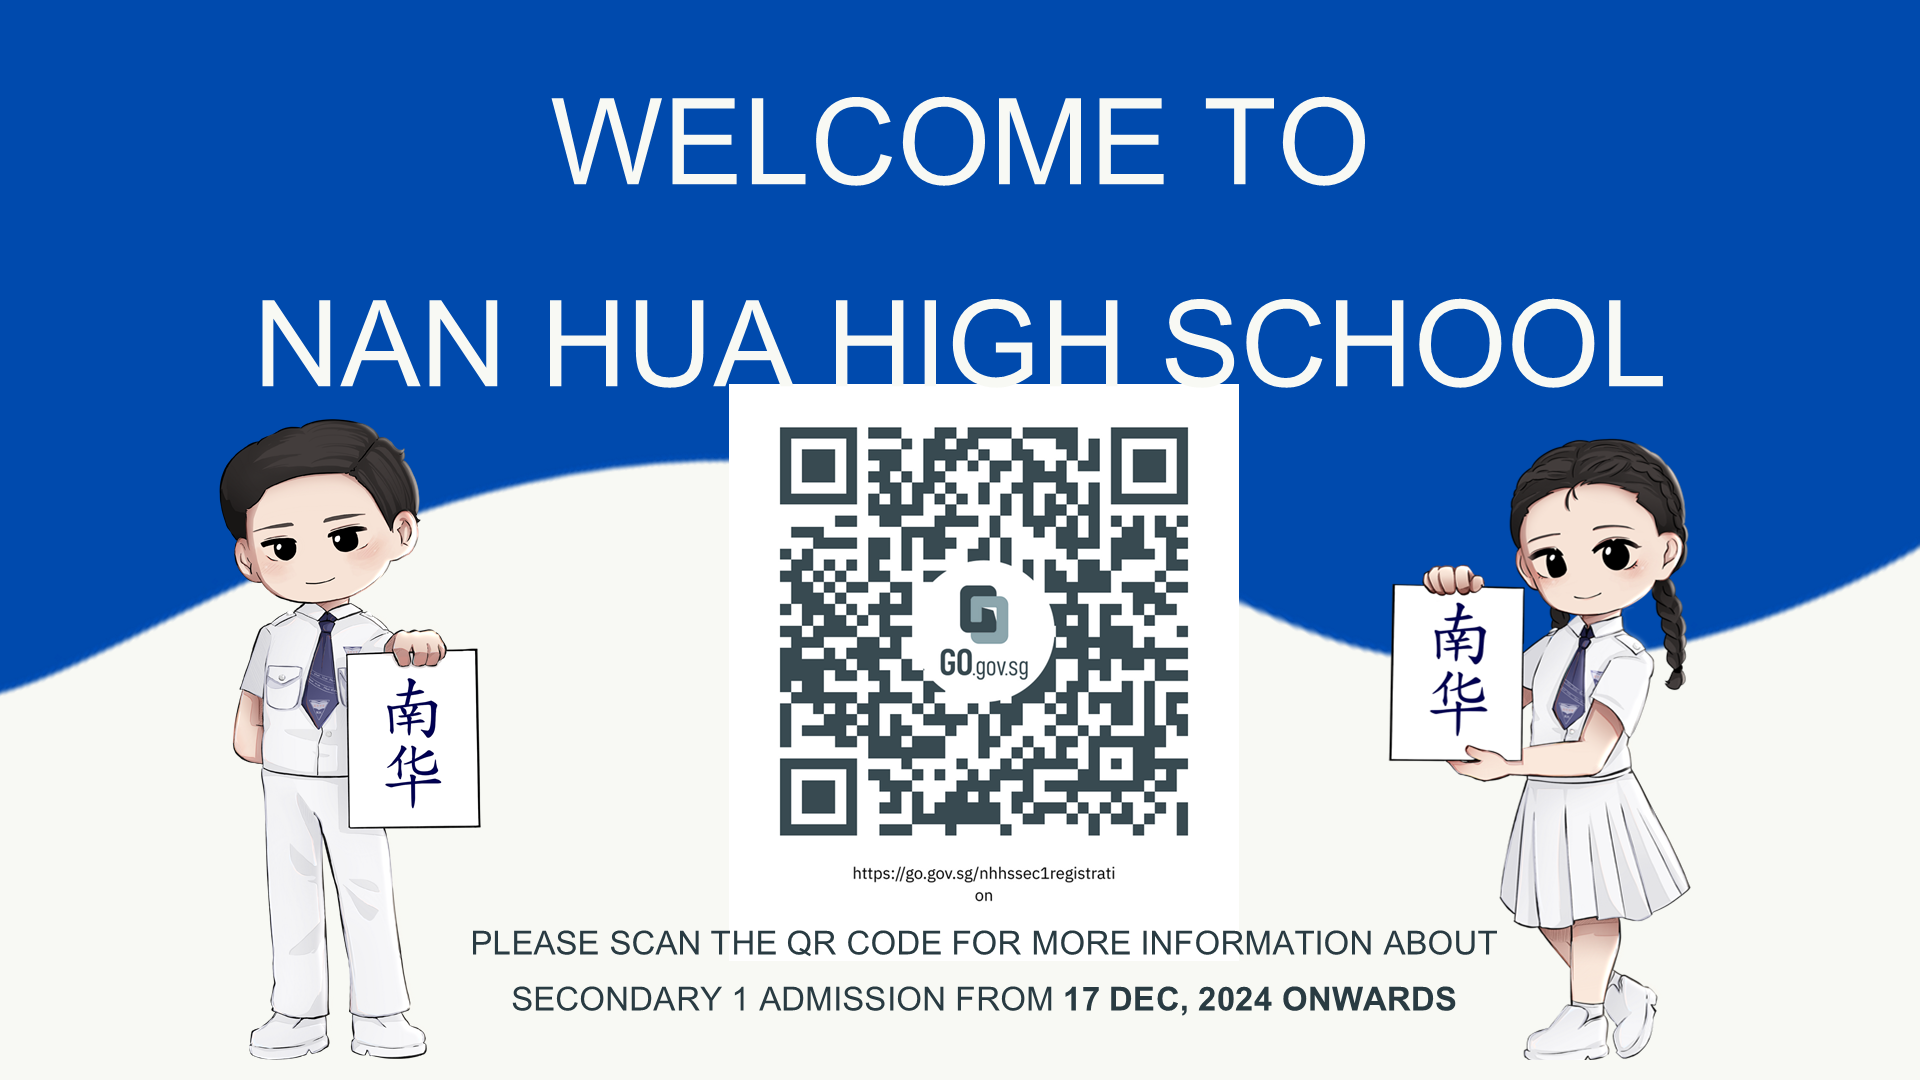 WELCOME TO
NAN HUA HIGH SCHOOL
南
华
南
华
GO.gov.sg
https://go.gov.sg/nhhssec1registrati
on
PLEASE SCAN THE QR CODE FOR MORE INFORMATION ABOUT
SECONDARY 1 ADMISSION FROM 17 DEC, 2024 ONWARDS